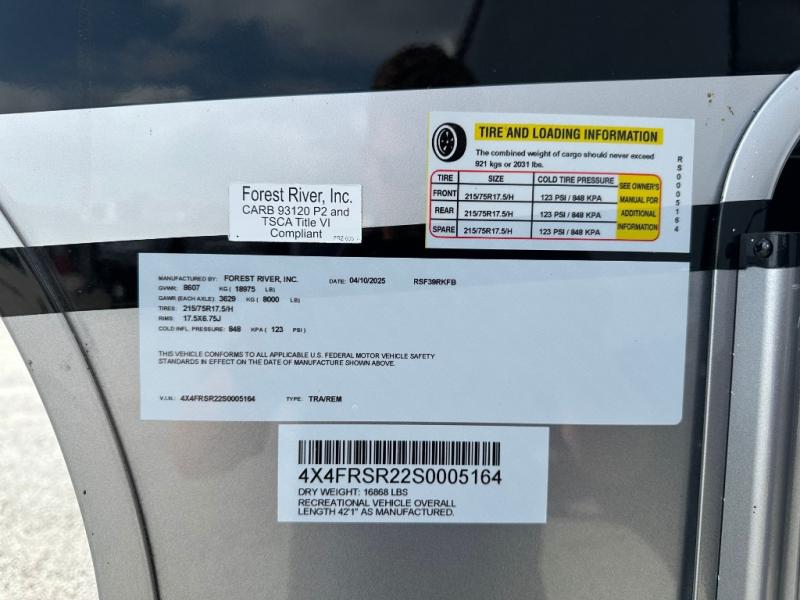 TIRE AND LOADING INFORMATION
The combined weight of cargo should never exceed
921 kgs or 2031 lbs.
TIRE SIZE COLD TIRE PRESSURE
FRONT 215/75R17.5/H 123 PSI / 848 KPA
REAR 215/75R17.5/H 123 PSI / 848 KPA
SPARE 215/75R17.5/H 123 PSI / 848 KPA
SEE OWNER'S
MANUAL FOR
ADDITIONAL
INFORMATION
RS0005164
Forest River, Inc.
CARB 93120 P2 and
TSCA Title VI
Compliant
MANUFACTURED BY: FOREST RIVER, INC. DATE: 04/10/2025 RSF39RKFB
GVWR: 8607 KG ( 18975 LB)
GAWR (EACH AXLE): 3629 KG ( 8000 LB)
TIRES: 215/75R17.5/H
RIMS: 17.5X6.75J
COLD INFL. PRESSURE: 848 KPA ( 123 PSI )
THIS VEHICLE CONFORMS TO ALL APPLICABLE U.S. FEDERAL MOTOR VEHICLE SAFETY
STANDARDS IN EFFECT ON THE DATE OF MANUFACTURE SHOWN ABOVE.
V.I.N.: 4X4FRSR22S0005164 TYPE: TRA/REM
4X4FRSR22S0005164
DRY WEIGHT: 16868 LBS
RECREATIONAL VEHICLE OVERALL
LENGTH 42'1" AS MANUFACTURED.